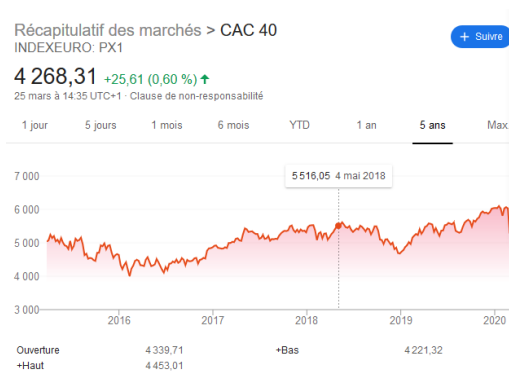 Récapitulatif des marchés > CAC 40
INDEXEURO: PX1
+ Suivre
4 268,31 +25,61 (0,60 %) ↑
25 mars à 14:35 UTC+1 · Clause de non-responsabilité
1 jour 5 jours 1 mois 6 mois YTD 1 an 5 ans Max.
5 516,05 4 mai 2018
7 000
6 000
5 000
4 000
3 000
2016 2017 2018 2019 2020
Ouverture 4 339,71 +Bas 4 221,32
+Haut 4 453,01